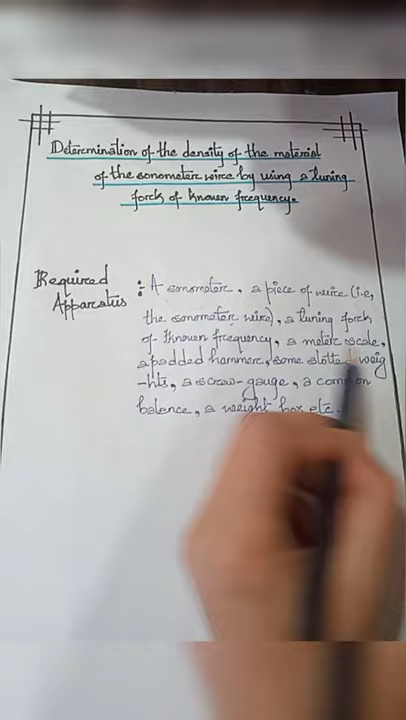 Determination of the density of the material
of the sonometer wire by using a tuning
fork of known frequency.
Required Apparatus : A sonometer, a piece of wire (i.e,
the sonometer wire), a tuning fork
of known frequency, a meter scale,
a padded hammer, some slotted weig
-hts, a screw-gauge, a common
balence, a weight box etc.